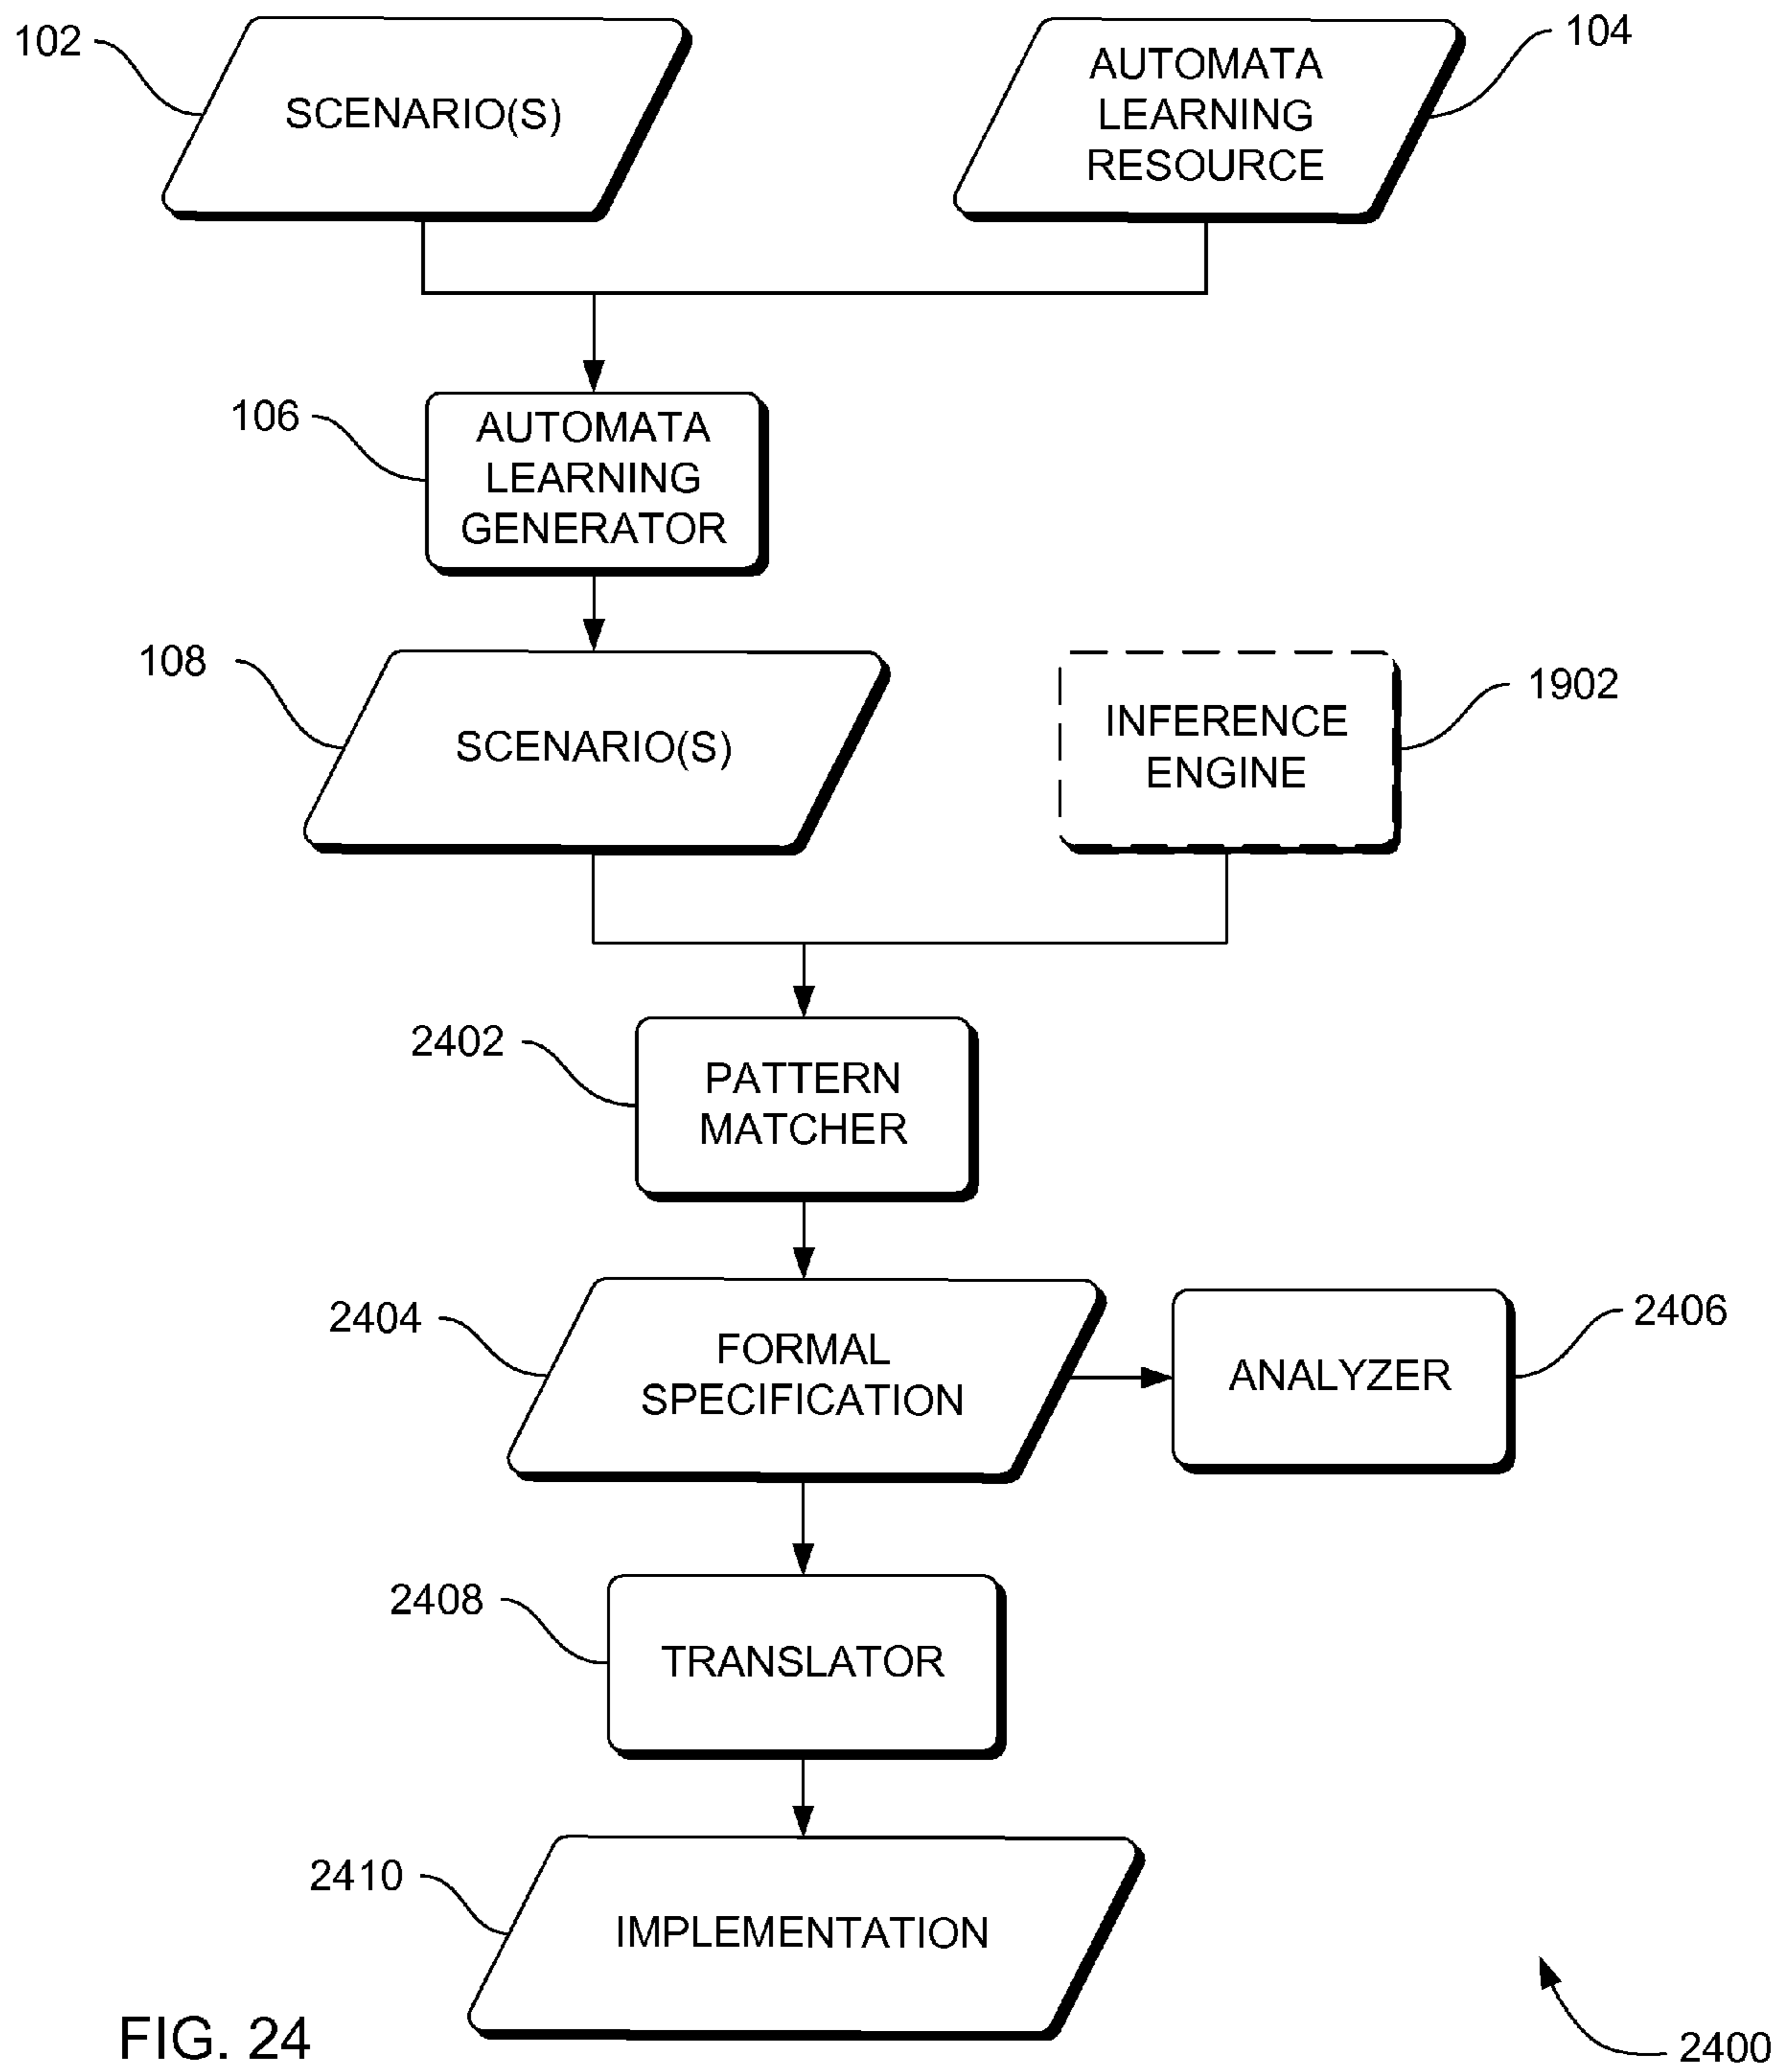 102
SCENARIO(S)
AUTOMATA
LEARNING
RESOURCE
104
106
AUTOMATA
LEARNING
GENERATOR
108
SCENARIO(S)
INFERENCE
ENGINE
1902
2402
PATTERN
MATCHER
2404
FORMAL
SPECIFICATION
ANALYZER
2406
2408
TRANSLATOR
2410
IMPLEMENTATION
FIG. 24
2400